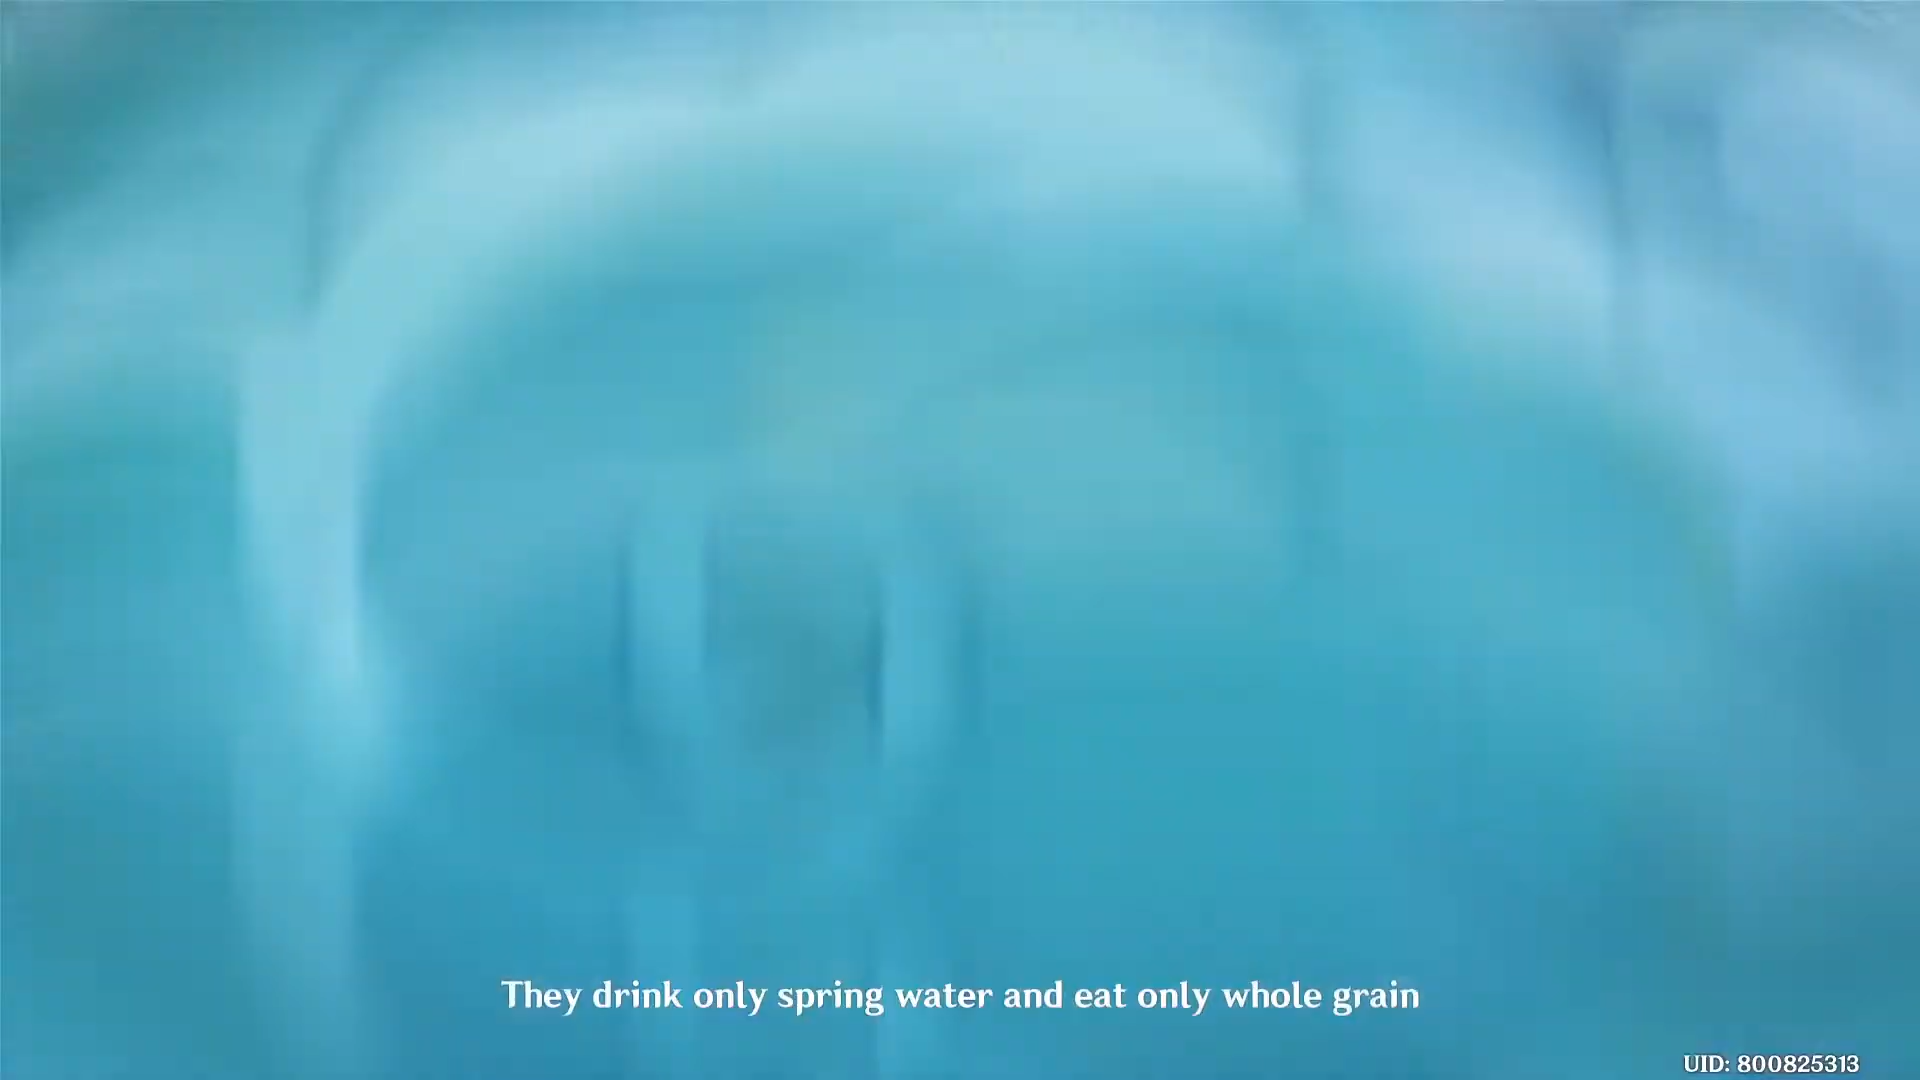 They drink only spring water and eat only whole grain
UID: 800825313